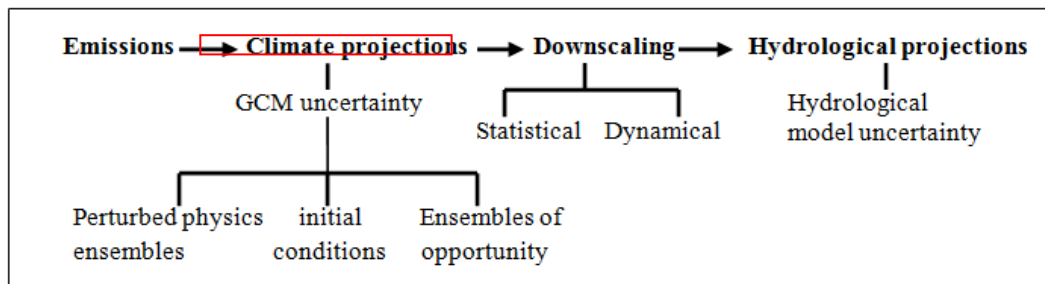 Emissions Climate projections Downscaling Hydrological projections
GCM uncertainty
Statistical Dynamical
Hydrological
model uncertainty
Perturbed physics
ensembles
initial
conditions
Ensembles of
opportunity